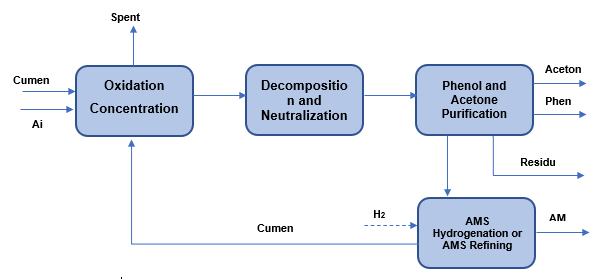 Spent
Cumen
Ai
Oxidation
Concentration
Decompositio
n and
Neutralization
Phenol and
Acetone
Purification
Aceton
Phen
Residu
H2
Cumen
AMS
Hydrogenation or
AMS Refining
AM